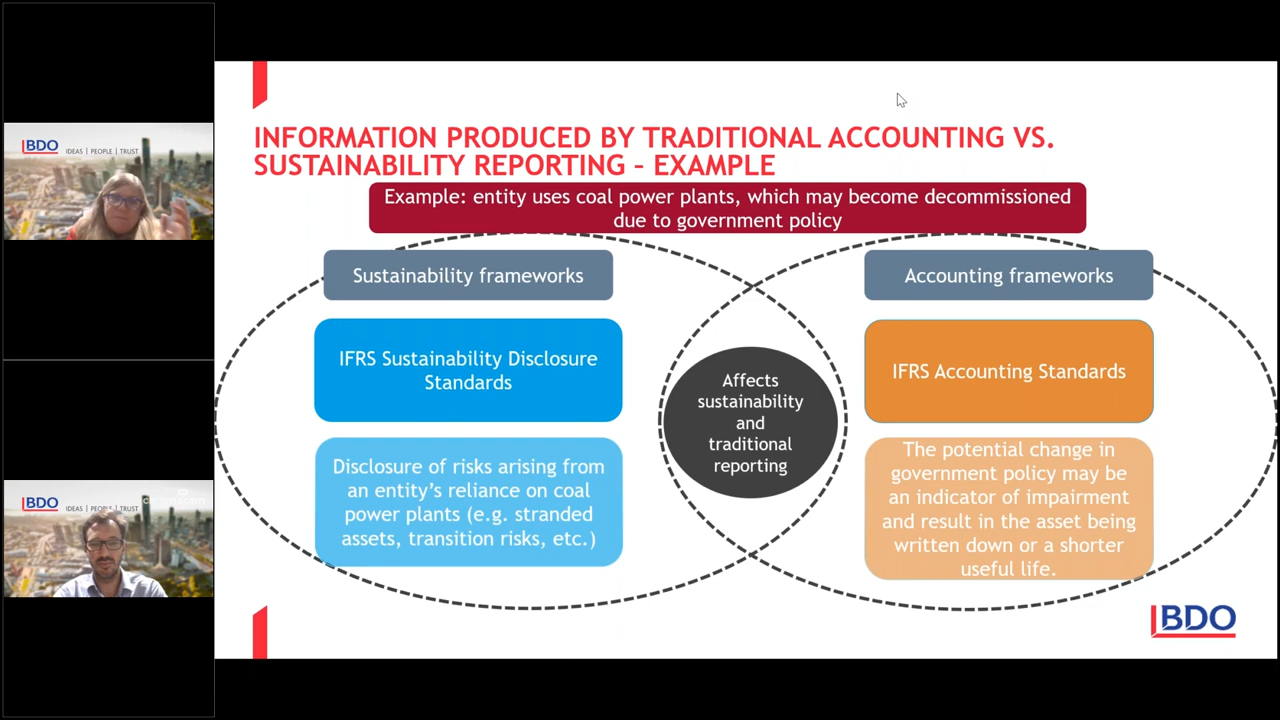 BDO
IDEAS | PEOPLE | TRUST
BDO
IDEAS | PEOPLE | TRUST
INFORMATION PRODUCED BY TRADITIONAL ACCOUNTING VS.
SUSTAINABILITY REPORTING – EXAMPLE
Example: entity uses coal power plants, which may become decommissioned
due to government policy
Sustainability frameworks
IFRS Sustainability Disclosure
Standards
Disclosure of risks arising from
an entity's reliance on coal
power plants (e.g. stranded
assets, transition risks, etc.)
Affects
sustainability
and
traditional
reporting
Accounting frameworks
IFRS Accounting Standards
The potential change in
government policy may be
an indicator of impairment
and result in the asset being
written down or a shorter
useful life.
BDO